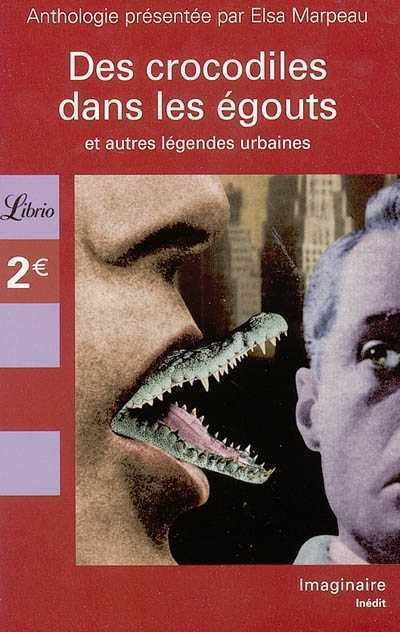 Anthologie présentée par Elsa Marpeau
Des crocodiles
dans les égouts
et autres légendes urbaines
Librio
2€
Imaginaire
Inédit